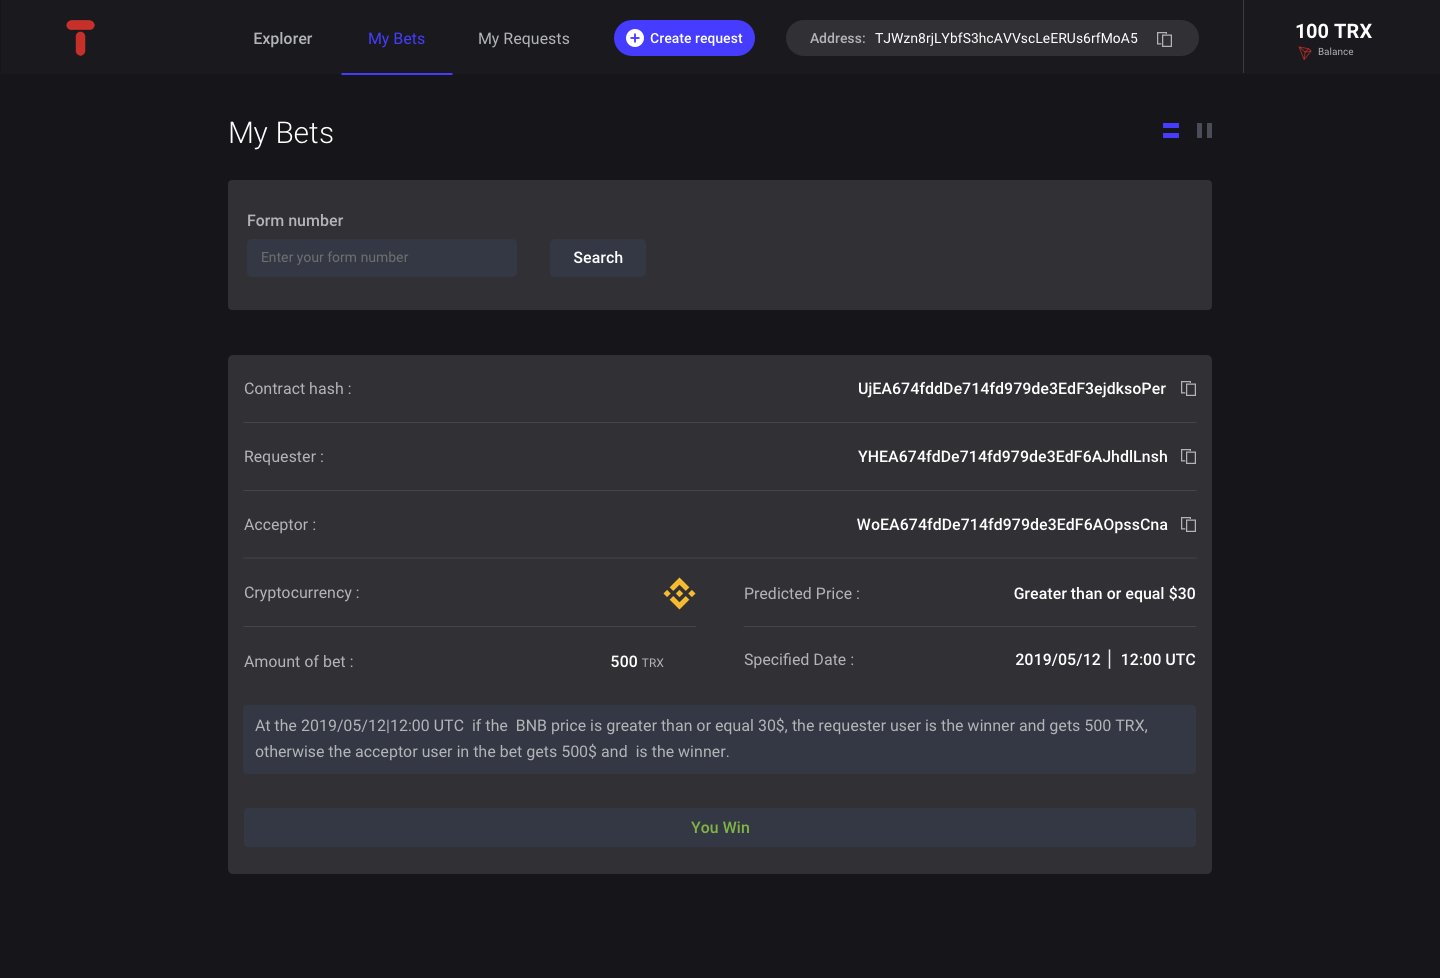 Explorer
My Bets
My Requests
Create request
Address: TJWzn8rjLYbfS3hcAVVscLeERUs6rfMoA5
100 TRX
Balance
My Bets
Form number
Enter your form number
Search
Contract hash :
UjEA674fddDe714fd979de3EdF3ejdksoPer
Requester :
YHEA674fdDe714fd979de3EdF6AJhdlLnsh
Acceptor :
WoEA674fdDe714fd979de3EdF6AOpssCna
Cryptocurrency :
Predicted Price :
Greater than or equal $30
Amount of bet :
500 TRX
Specified Date :
2019/05/12 | 12:00 UTC
At the 2019/05/12|12:00 UTC  if the  BNB price is greater than or equal 30$, the requester user is the winner and gets 500 TRX,
otherwise the acceptor user in the bet gets 500$ and  is the winner.
You Win